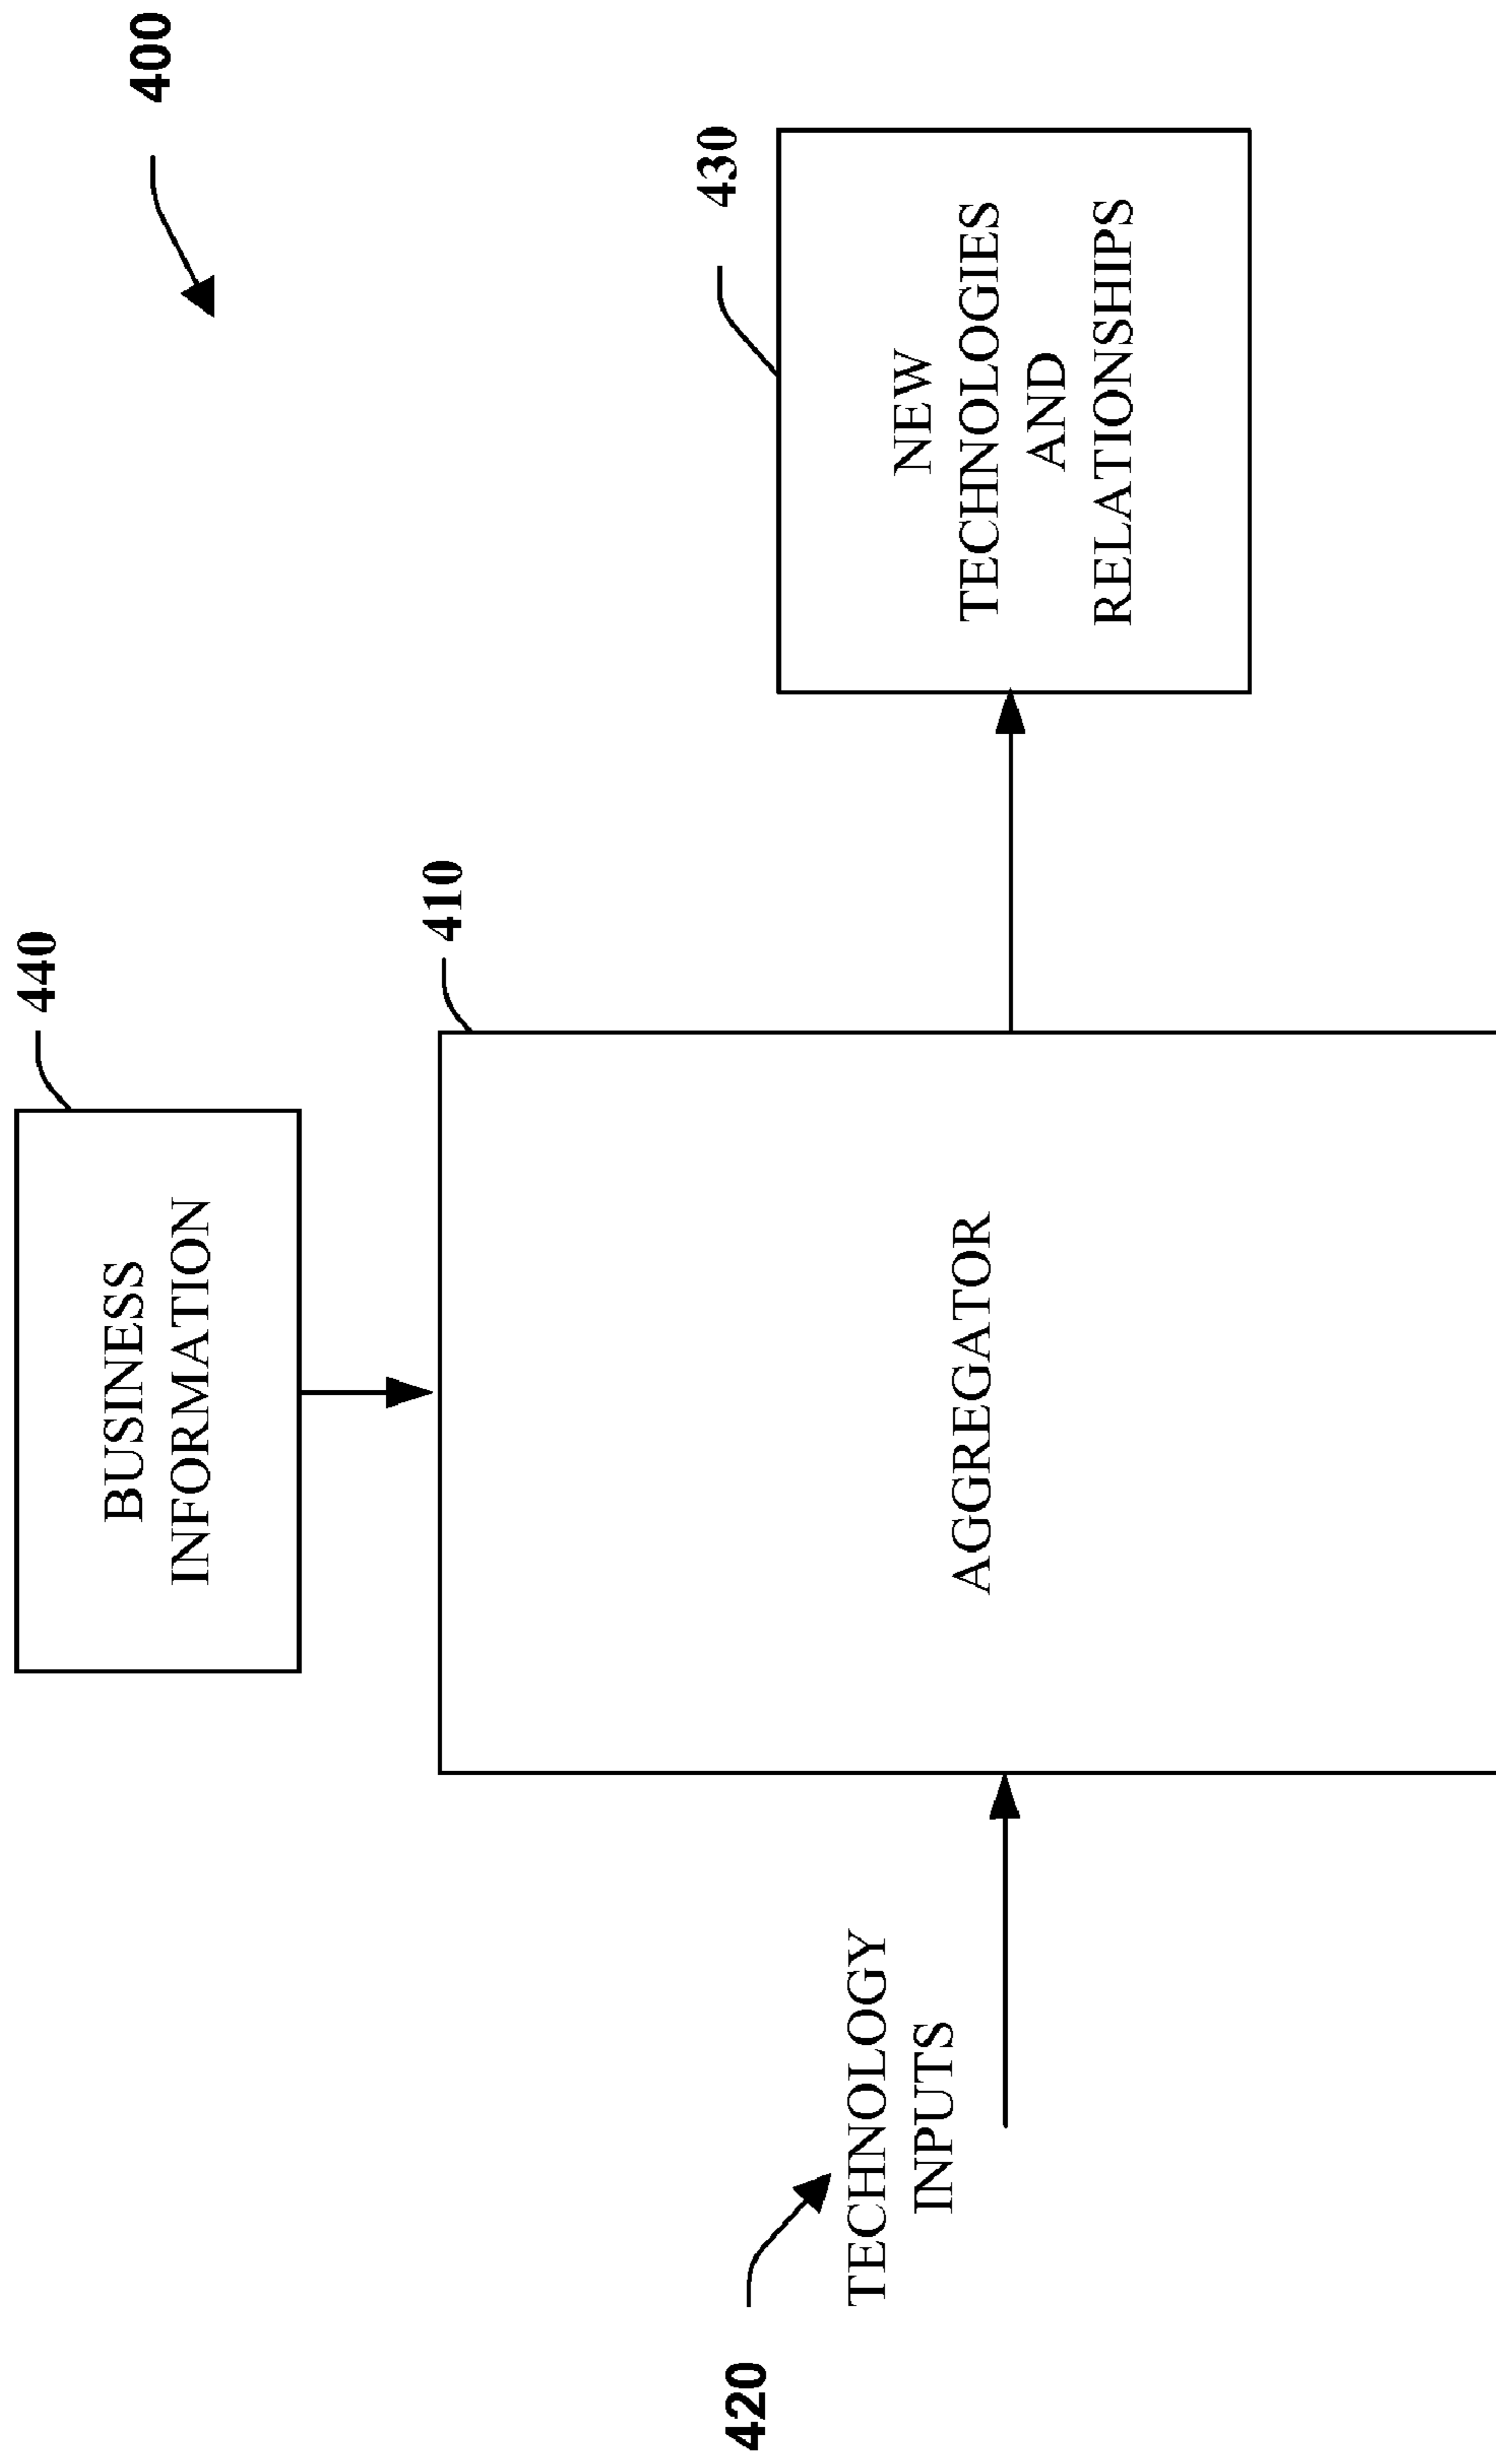 400
440
BUSINESS
INFORMATION
410
430
NEW
TECHNOLOGIES
AND
RELATIONSHIPS
AGGREGATOR
420
TECHNOLOGY
INPUTS